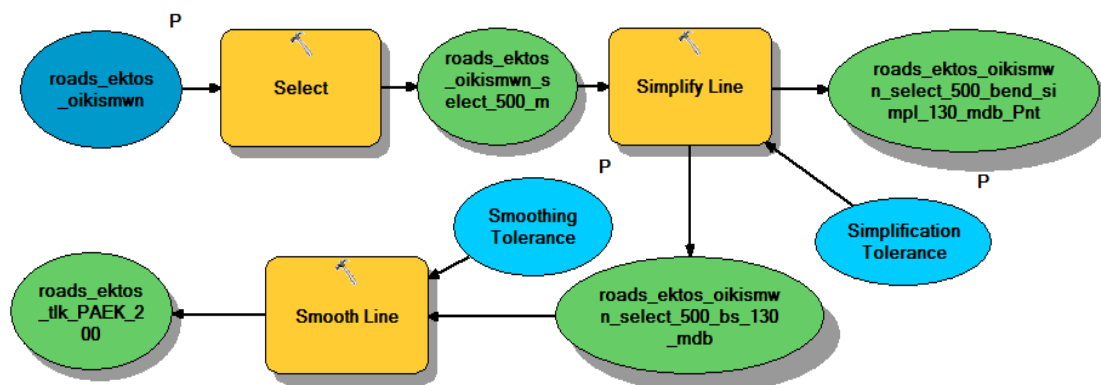 P
roads_ektos
_oikismwn
Select
roads_ektos
_oikismwn_s
elect_500_m
Simplify Line
roads_ektos_oikismw
n_select_500_bend_si
mpl_130_mdb_Pnt
P
P
Smoothing
Tolerance
Simplification
Tolerance
roads_ektos
_tlk_PAEK_2
00
Smooth Line
roads_ektos_oikismw
n_select_500_bs_130
_mdb